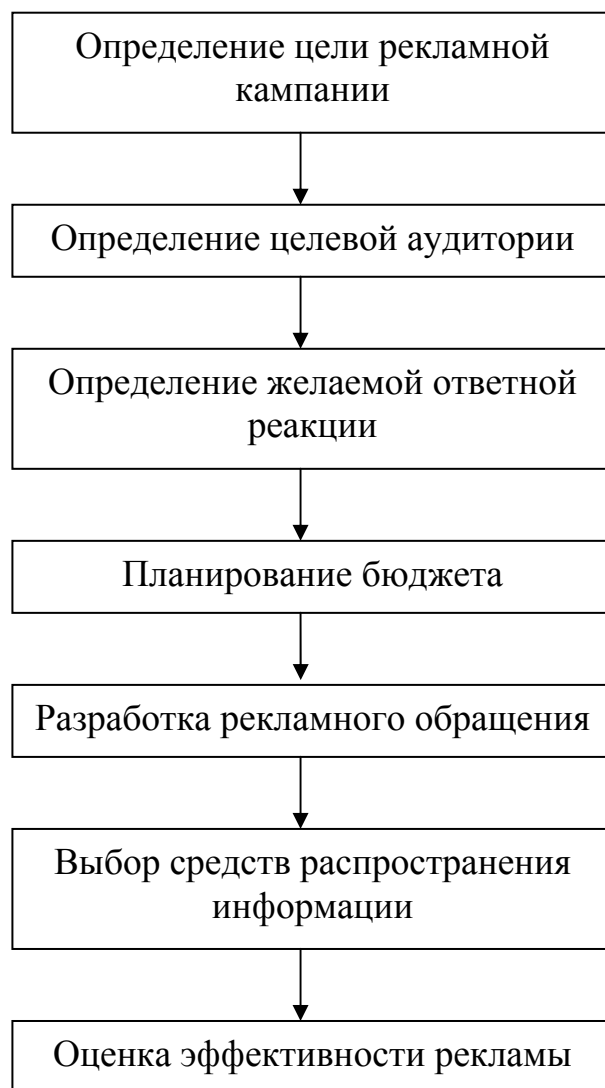 Определение цели рекламной
кампании
Определение целевой аудитории
Определение желаемой ответной
реакции
Планирование бюджета
Разработка рекламного обращения
Выбор средств распространения
информации
Оценка эффективности рекламы